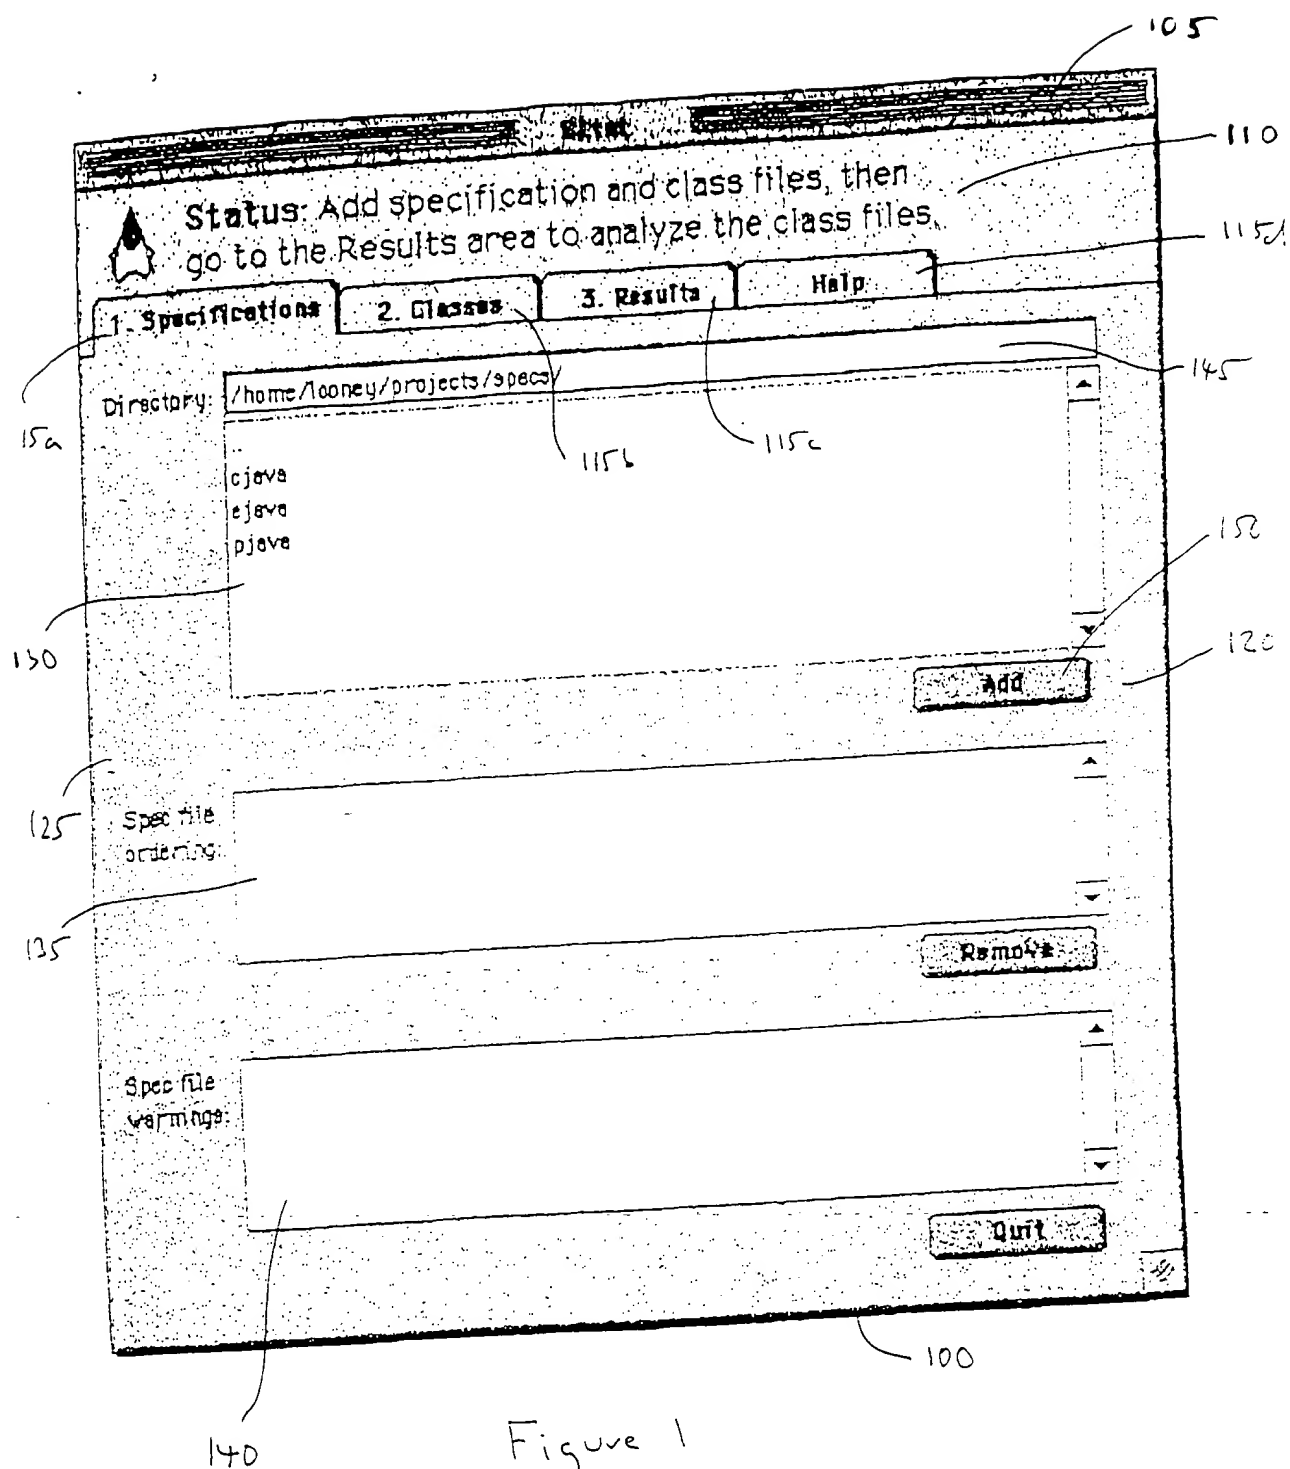 105
110
Status: Add specification and class files, then
go to the Results area to analyze the class files.
115d
1. Specifications
2. Classes
3. Results
Help
145
Directory:
/home/looney/projects/specs/
15a
115b
115c
..
cjava
ejava
pjava
130
Add
120
125
Spec file
ordering:
135
Remove
Spec file
warnings:
Quit
100
140
Figure 1